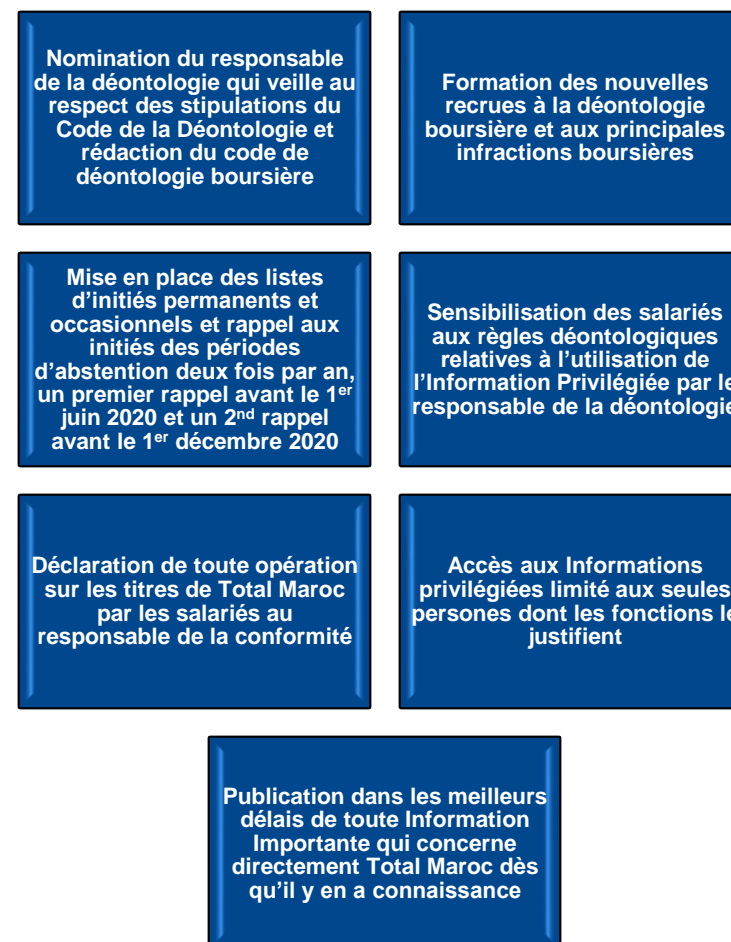 Nomination du responsable
de la déontologie qui veille au
respect des stipulations du
Code de la Déontologie et
rédaction du code de
déontologie boursière
Formation des nouvelles
recrues à la déontologie
boursière et aux principales
infractions boursières
Mise en place des listes
d’initiés permanents et
occasionnels et rappel aux
initiés des périodes
d’abstention deux fois par an,
un premier rappel avant le 1er
juin 2020 et un 2nd rappel
avant le 1er décembre 2020
Sensibilisation des salariés
aux règles déontologiques
relatives à l’utilisation de
l’Information Privilégiée par le
responsable de la déontologie
Déclaration de toute opération
sur les titres de Total Maroc
par les salariés au
responsable de la conformité
Accès aux Informations
privilégiées limité aux seules
persones dont les fonctions le
justifient
Publication dans les meilleurs
délais de toute Information
Importante qui concerne
directement Total Maroc dès
qu’il y en a connaissance